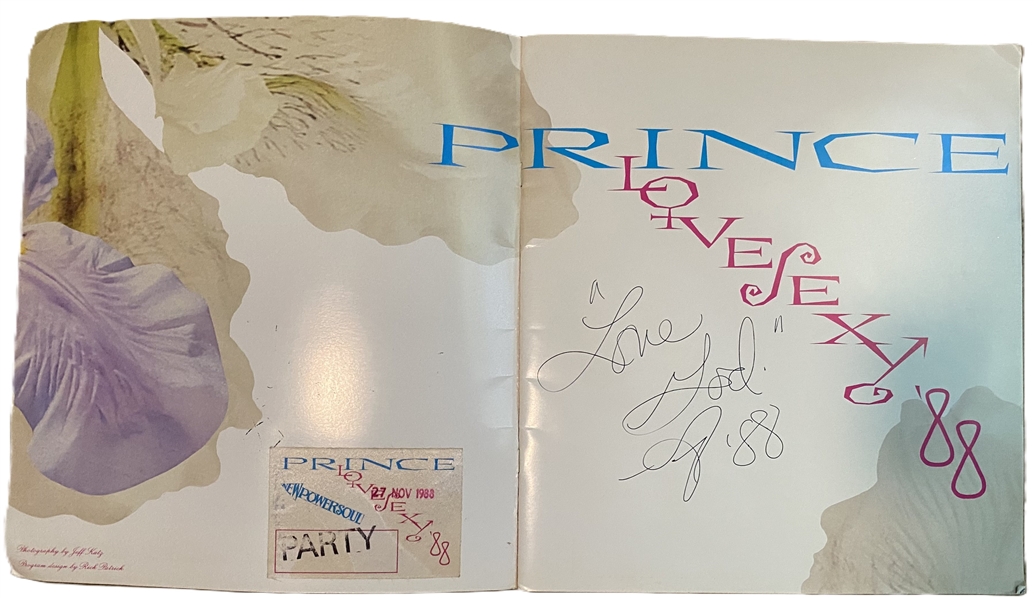 PRINCE
LOVESEXY
'88
"Love
God."
'88
PRINCE
LOVESEXY
'88
27 NOV 1988
NEWPOWERSOUL
PARTY
Photography by Jeff Katz
Program design by Rick Patrick